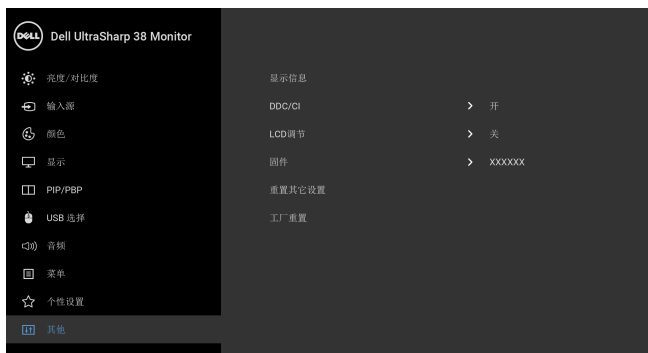 DELL Dell UltraSharp 38 Monitor
亮度/对比度 显示信息
输入源 DDC/CI 开
颜色 LCD调节 关
显示 固件 XXXXXX
PIP/PBP 重置其它设置
USB 选择 工厂重置
音频
菜单
个性设置
其他